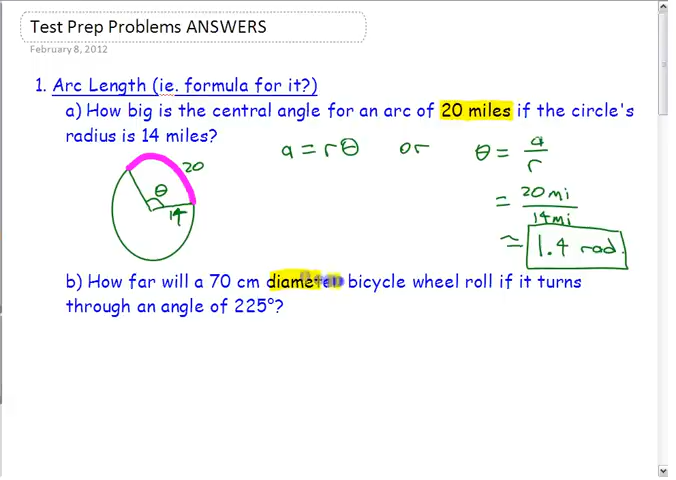 Test Prep Problems ANSWERS
February 8, 2012
1. Arc Length (ie. formula for it?)
a) How big is the central angle for an arc of 20 miles if the circle's
radius is 14 miles?
a = rθ or θ = a/r
20
θ
14
= 20mi/14mi
≈ 1.4 rad.
b) How far will a 70 cm diameter bicycle wheel roll if it turns
through an angle of 225°?